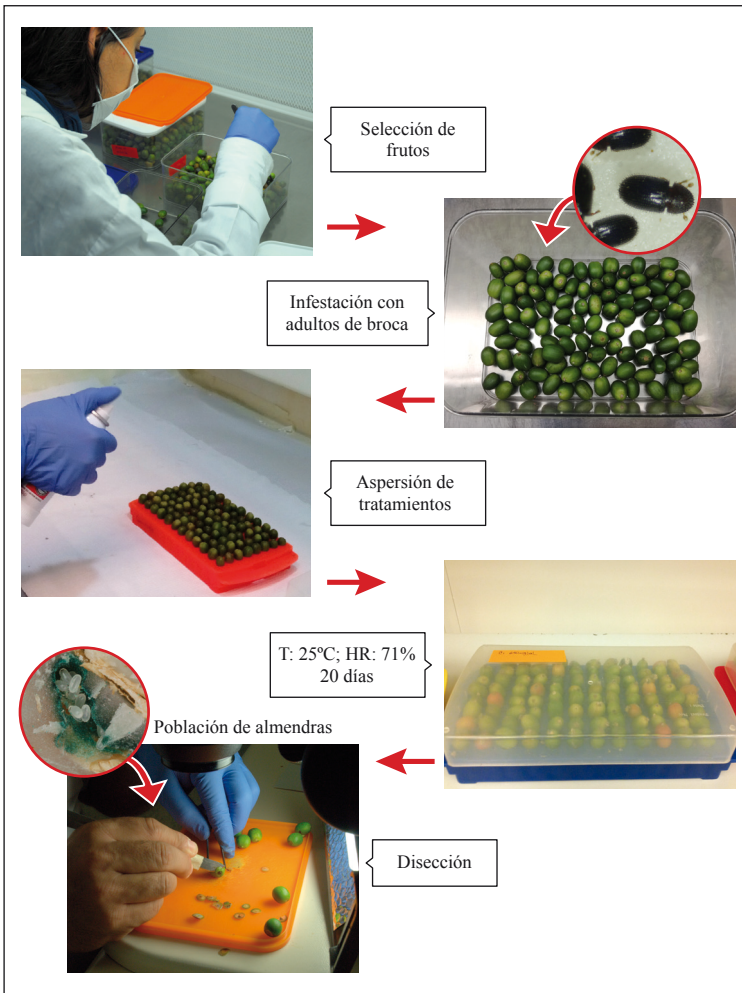 Selección de
frutos
Infestación con
adultos de broca
Aspersión de
tratamientos
T: 25ºC; HR: 71%
20 días
Población de almendras
Disección